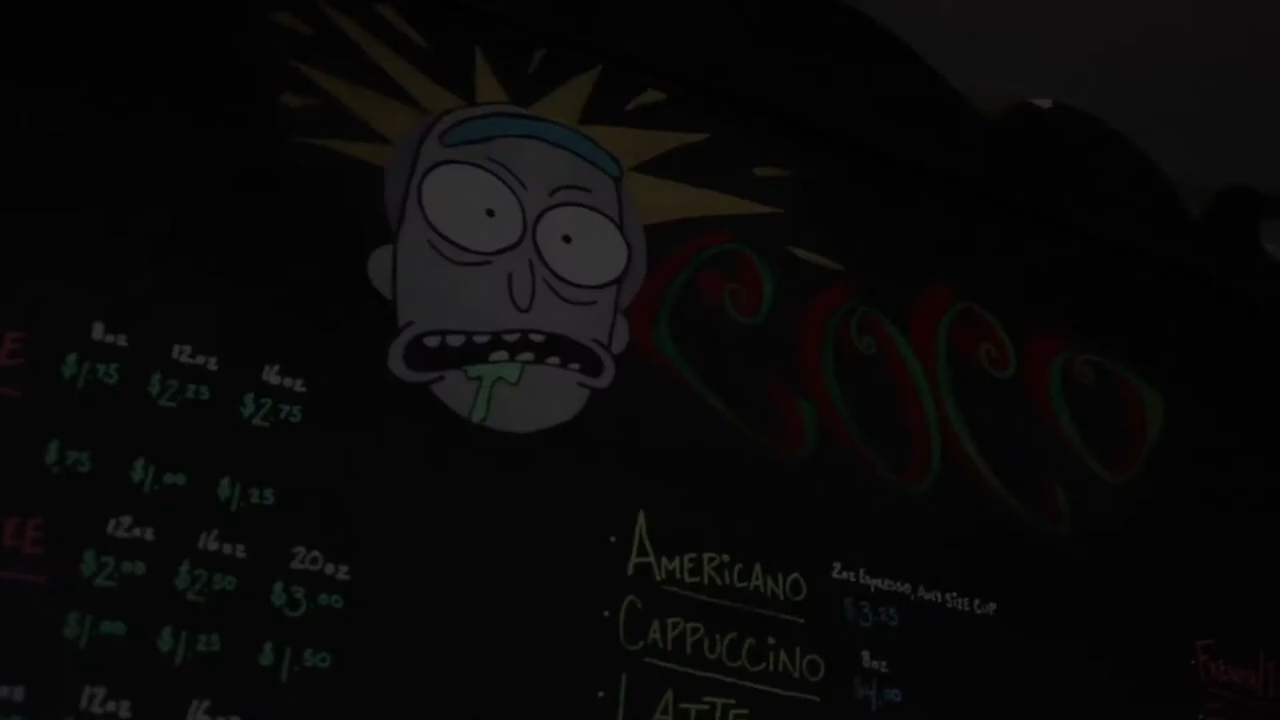 COCO
8oz 12oz 16oz
$1.75 $2.25 $2.75
$.75 $1.00 $1.25
12oz 16oz 20oz
$2.00 $2.50 $3.00
$1.00 $1.25 $1.50
12oz
· AMERICANO 2oz ESPRESSO, ANY SIZE CUP
$3.25
· CAPPUCCINO 8oz
$4.00
· LATTE